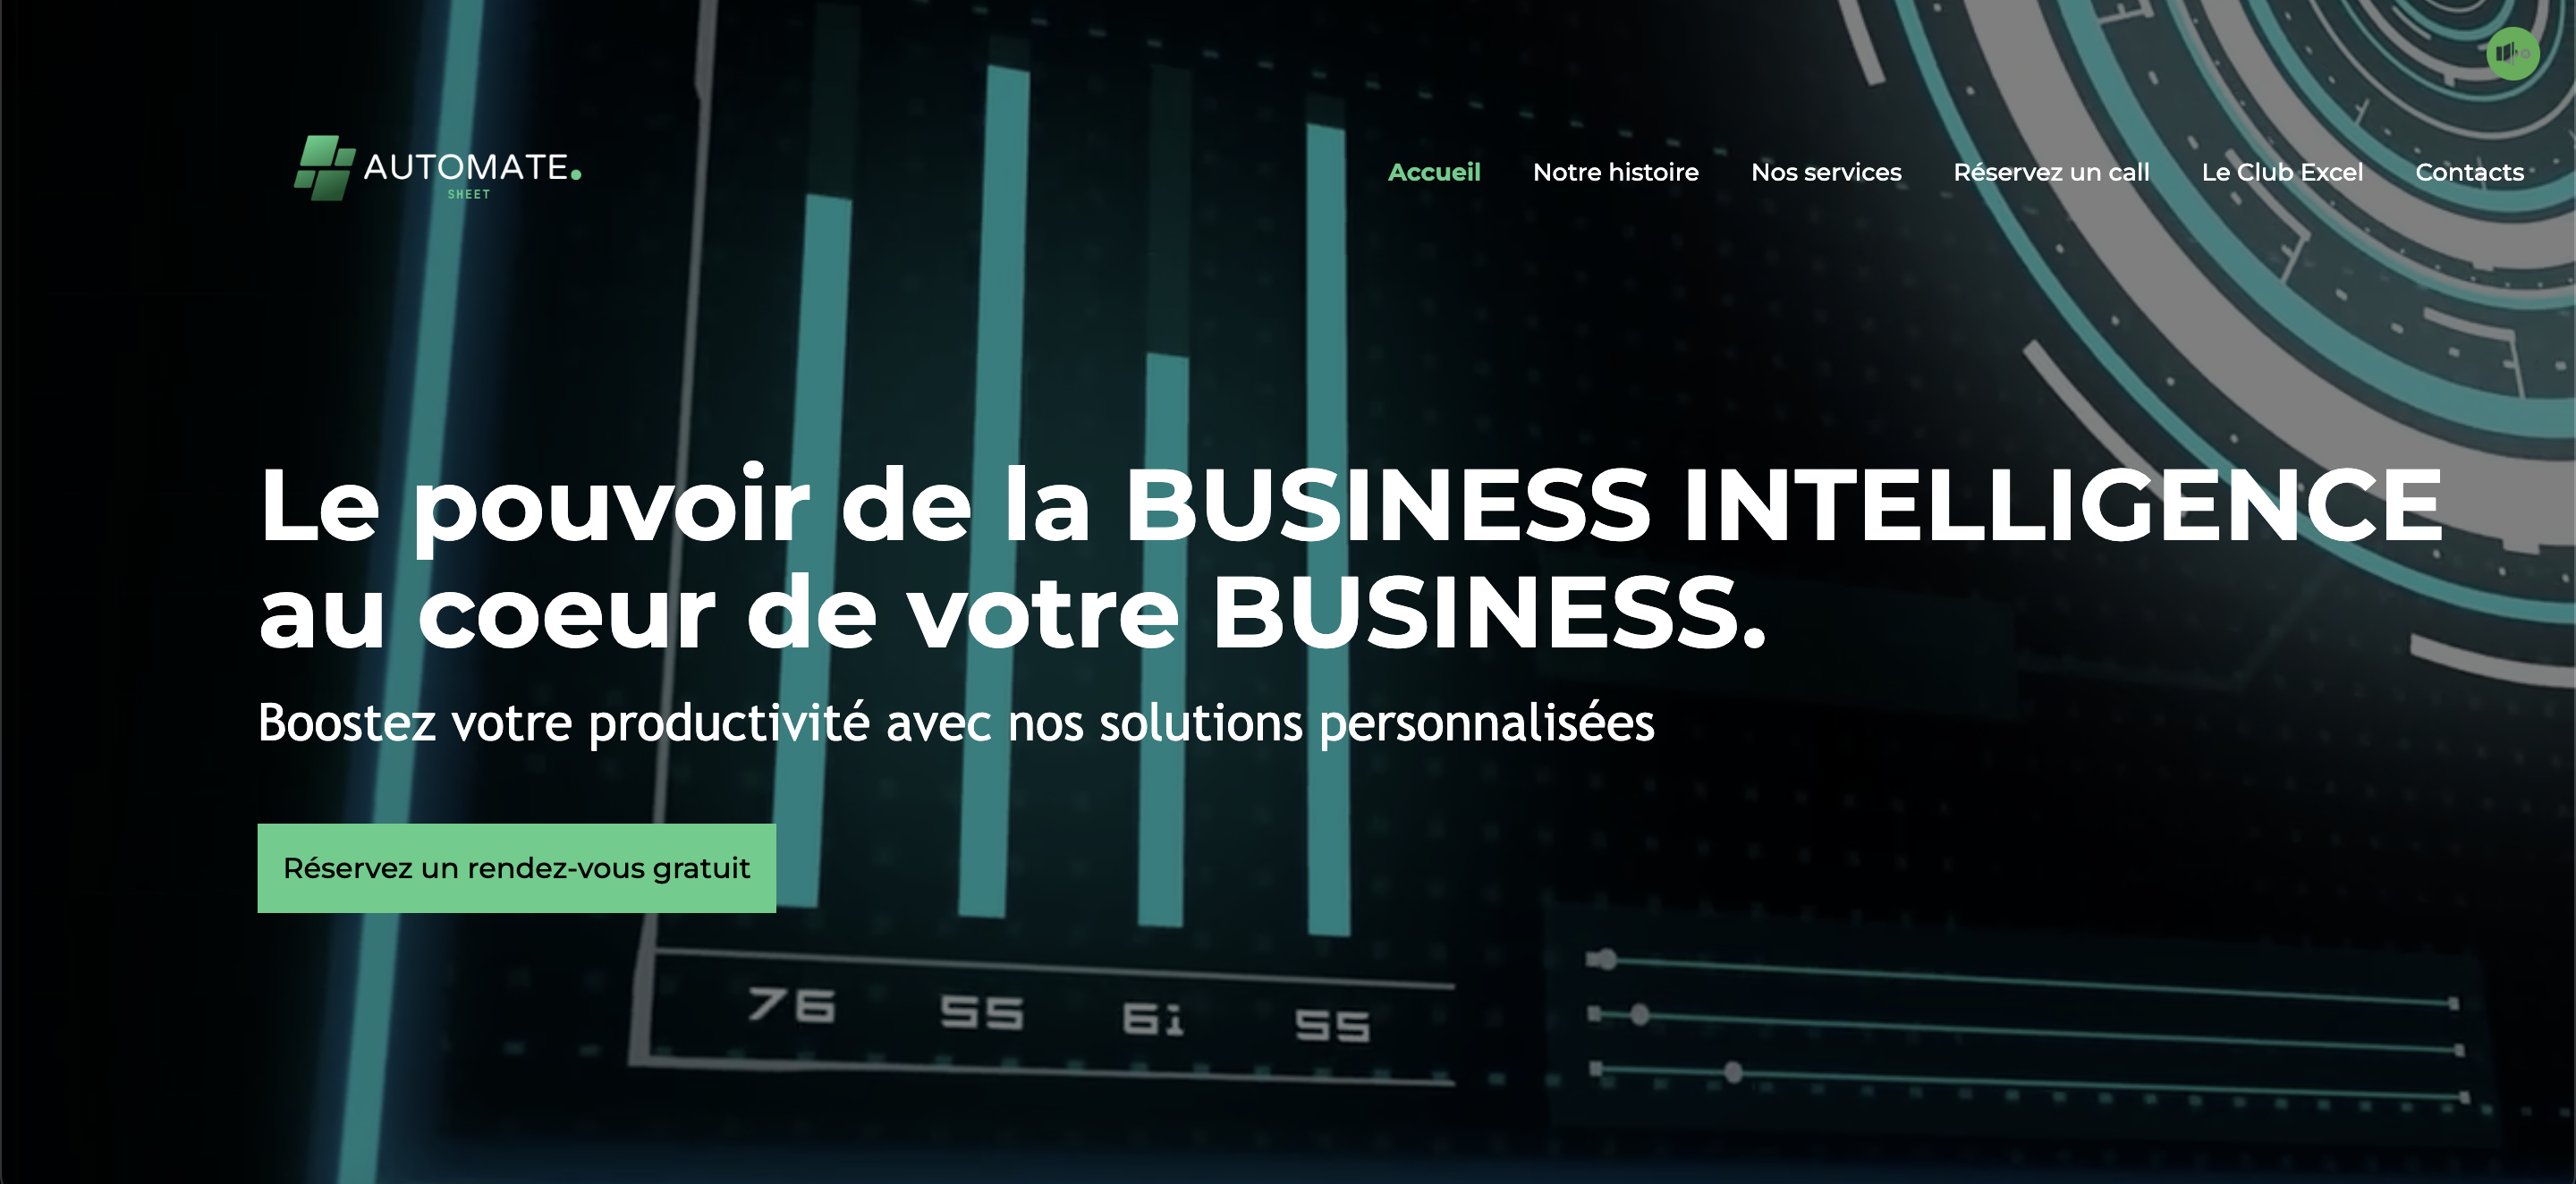 AUTOMATE.
SHEET
Accueil Notre histoire Nos services Réservez un call Le Club Excel Contacts
Le pouvoir de la BUSINESS INTELLIGENCE
au coeur de votre BUSINESS.
Boostez votre productivité avec nos solutions personnalisées
Réservez un rendez-vous gratuit
76 55 61 55